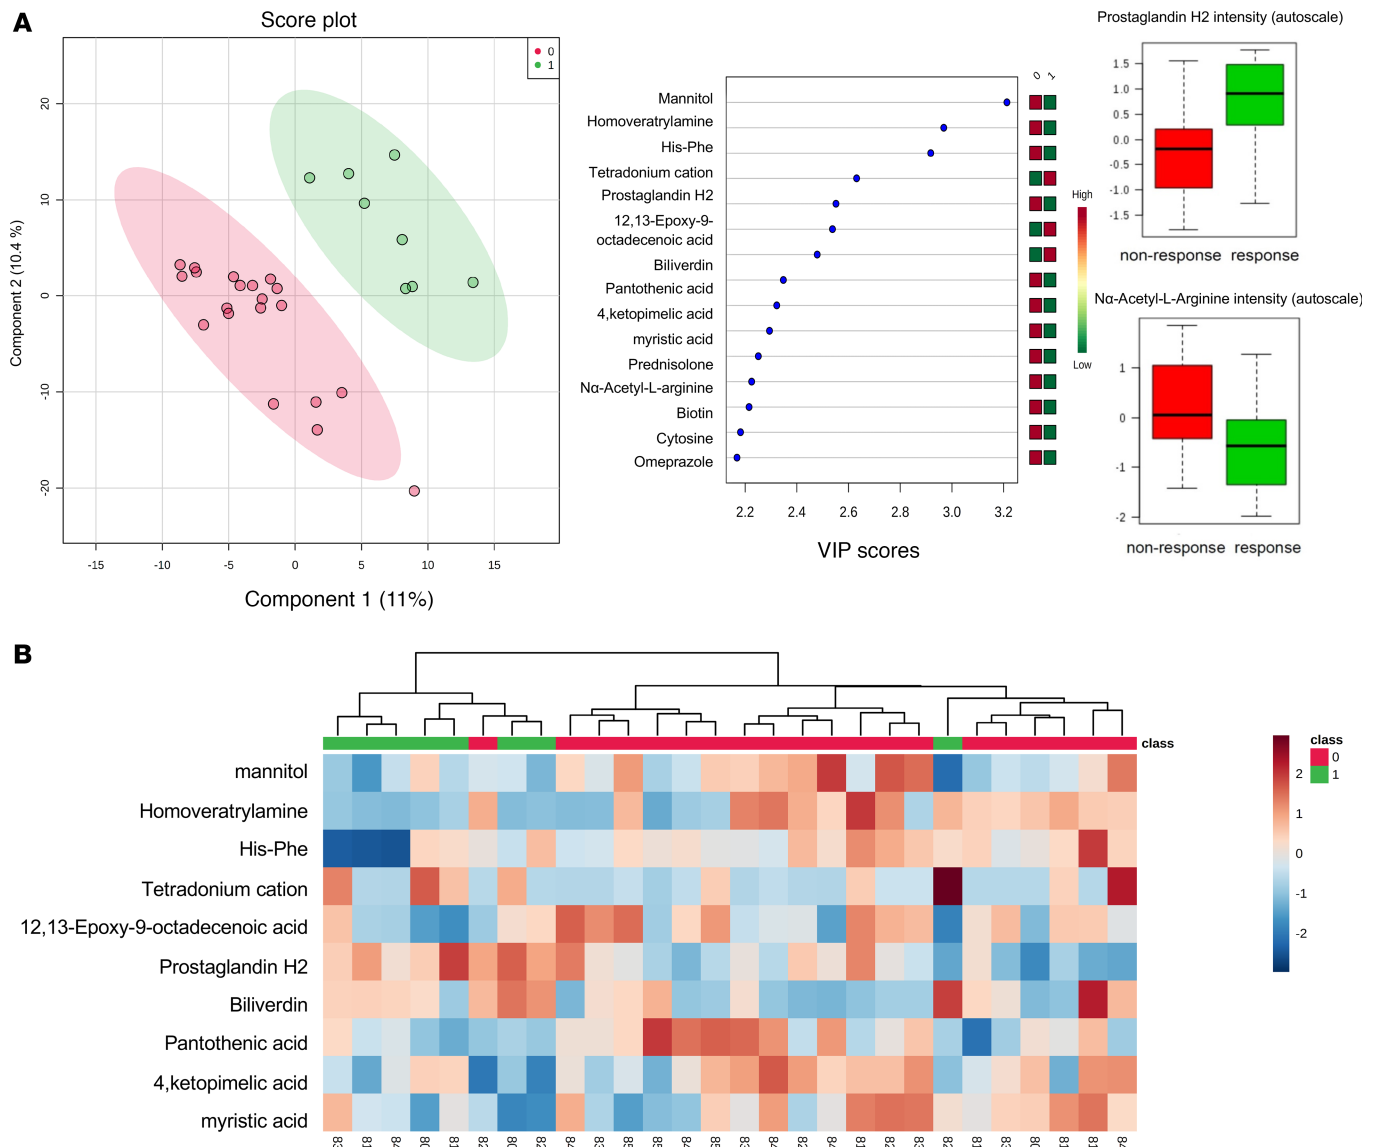 A
Score plot
0
1
20
10
0
-10
-20
Component 2 (10.4 %)
-15
-10
-5
0
5
10
15
Component 1 (11%)
0
1
Mannitol
Homoveratrylamine
His-Phe
Tetradonium cation
Prostaglandin H2
12,13-Epoxy-9-
octadecenoic acid
Biliverdin
Pantothenic acid
4,ketopimelic acid
myristic acid
Prednisolone
Nα-Acetyl-L-arginine
Biotin
Cytosine
Omeprazole
2.2
2.4
2.6
2.8
3.0
3.2
VIP scores
High
Low
Prostaglandin H2 intensity (autoscale)
1.5
1.0
0.5
0.0
-0.5
-1.0
-1.5
non-response response
Nα-Acetyl-L-Arginine intensity (autoscale)
1
0
-1
-2
non-response response
B
class
mannitol
Homoveratrylamine
His-Phe
Tetradonium cation
12,13-Epoxy-9-octadecenoic acid
Prostaglandin H2
Biliverdin
Pantothenic acid
4,ketopimelic acid
myristic acid
2
1
0
-1
-2
class
0
1